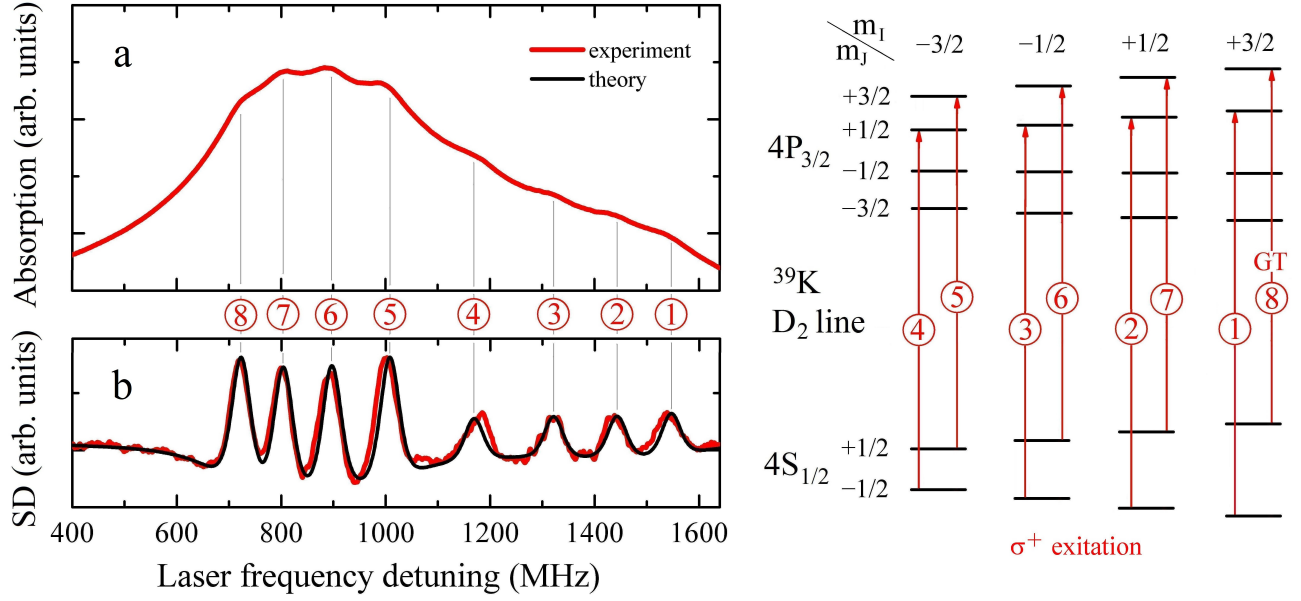 a
experiment
theory
Absorption (arb. units)
⑧ ⑦ ⑥ ⑤ ④ ③ ② ①
b
SD (arb. units)
400 600 800 1000 1200 1400 1600
Laser frequency detuning (MHz)
m_I
m_J
−3/2 −1/2 +1/2 +3/2
+3/2
+1/2
4P3/2
−1/2
−3/2
39K
D2 line
GT
⑤ ⑥ ⑦ ⑧
④ ③ ② ①
+1/2
4S1/2
−1/2
σ+ exitation